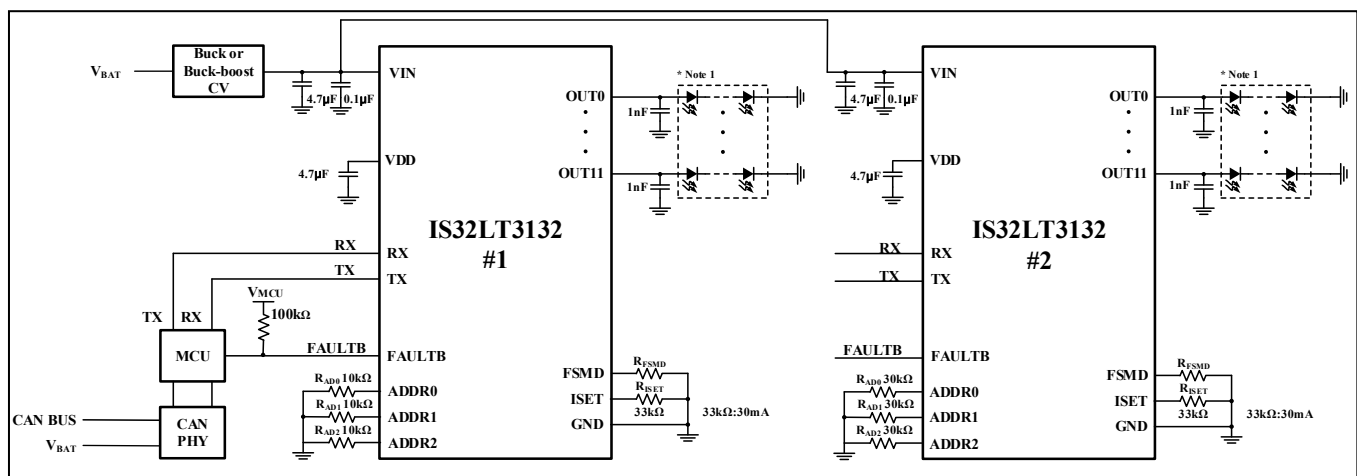 Buck or
Buck-boost
CV
VBAT
4.7µF 0.1µF
VIN
VDD
4.7µF
IS32LT3132
#1
OUT0
1nF
* Note 1
OUT11
1nF
RX
RX
TX
TX
TX
RX
VMCU
100kΩ
MCU
FAULTB
FAULTB
CAN BUS
CAN
PHY
VBAT
RAD0 10kΩ
ADDR0
RAD1 10kΩ
ADDR1
RAD2 10kΩ
ADDR2
FSMD
RFSMD
ISET
RISET
33kΩ
33kΩ:30mA
GND
4.7µF 0.1µF
VIN
VDD
4.7µF
IS32LT3132
#2
OUT0
1nF
* Note 1
OUT11
1nF
RX
RX
TX
TX
FAULTB
FAULTB
RAD0 30kΩ
ADDR0
RAD1 30kΩ
ADDR1
RAD2 30kΩ
ADDR2
FSMD
RFSMD
ISET
RISET
33kΩ
33kΩ:30mA
GND